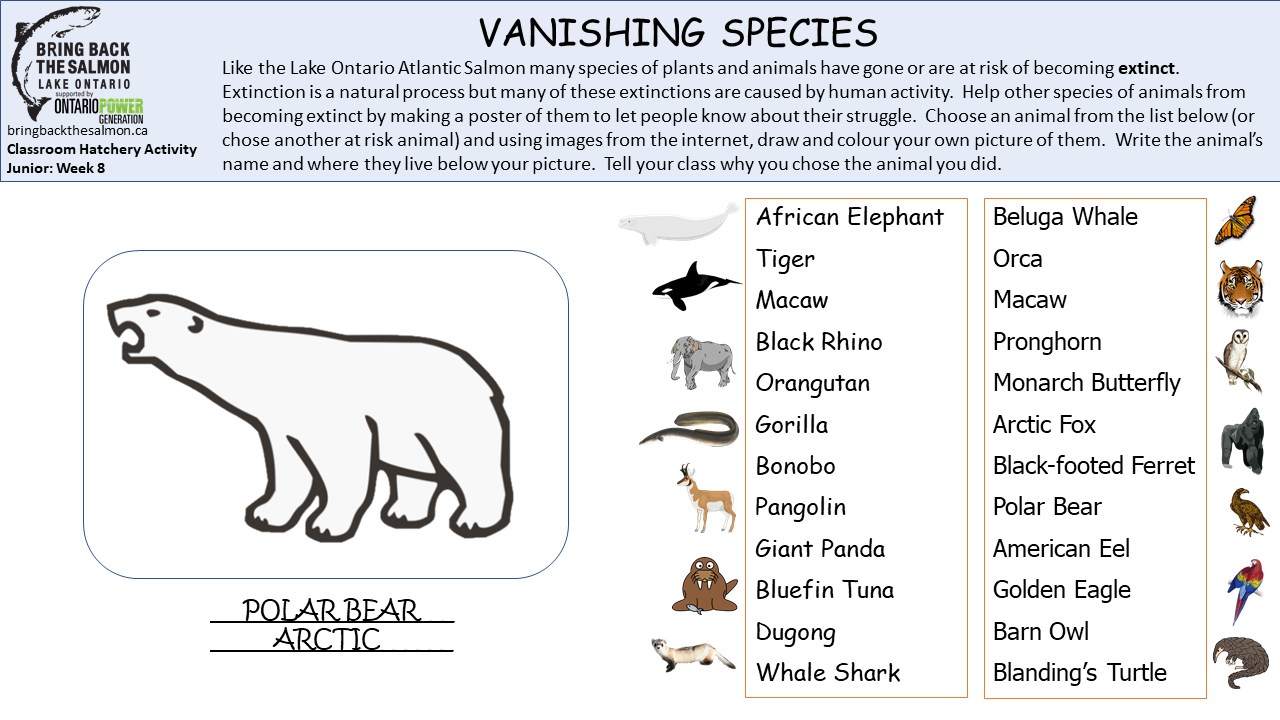 VANISHING SPECIES
BRING BACK
THE SALMON
LAKE ONTARIO
supported by
ONTARIOPOWER
GENERATION
bringbackthesalmon.ca
Classroom Hatchery Activity
Junior: Week 8
Like the Lake Ontario Atlantic Salmon many species of plants and animals have gone or are at risk of becoming extinct.
Extinction is a natural process but many of these extinctions are caused by human activity. Help other species of animals from
becoming extinct by making a poster of them to let people know about their struggle. Choose an animal from the list below (or
chose another at risk animal) and using images from the internet, draw and colour your own picture of them. Write the animal's
name and where they live below your picture. Tell your class why you chose the animal you did.
POLAR BEAR
ARCTIC
African Elephant
Tiger
Macaw
Black Rhino
Orangutan
Gorilla
Bonobo
Pangolin
Giant Panda
Bluefin Tuna
Dugong
Whale Shark
Beluga Whale
Orca
Macaw
Pronghorn
Monarch Butterfly
Arctic Fox
Black-footed Ferret
Polar Bear
American Eel
Golden Eagle
Barn Owl
Blanding's Turtle